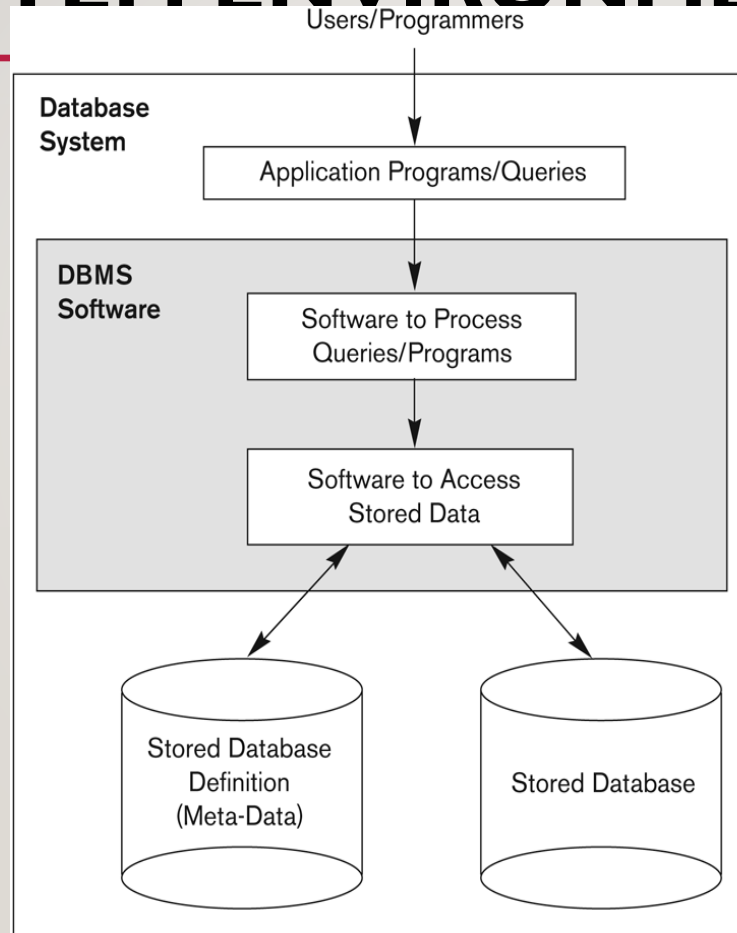 Users/Programmers
Database
System
Application Programs/Queries
DBMS
Software
Software to Process
Queries/Programs
Software to Access
Stored Data
Stored Database
Definition
(Meta-Data)
Stored Database